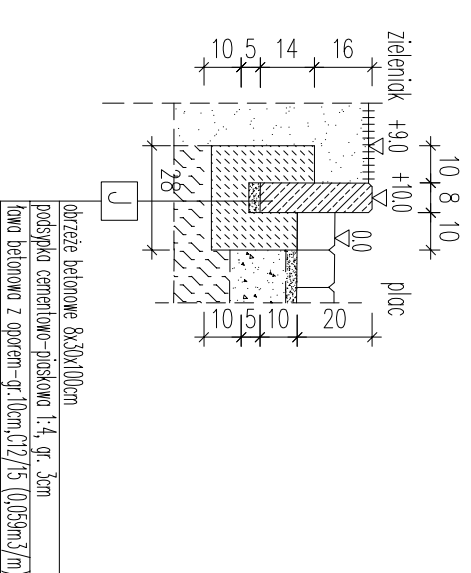 zieleniak
+9.0
+10.0
0.0
plac
10 8 10
16
14
5
10
20
10
5
10
28
J
obrzeże betonowe 8x30x100cm
podsypka cementowo-piaskowa 1:4, gr. 3cm
ława betonowa z oporem-gr.10cm,C12/15 (0,059m3/m